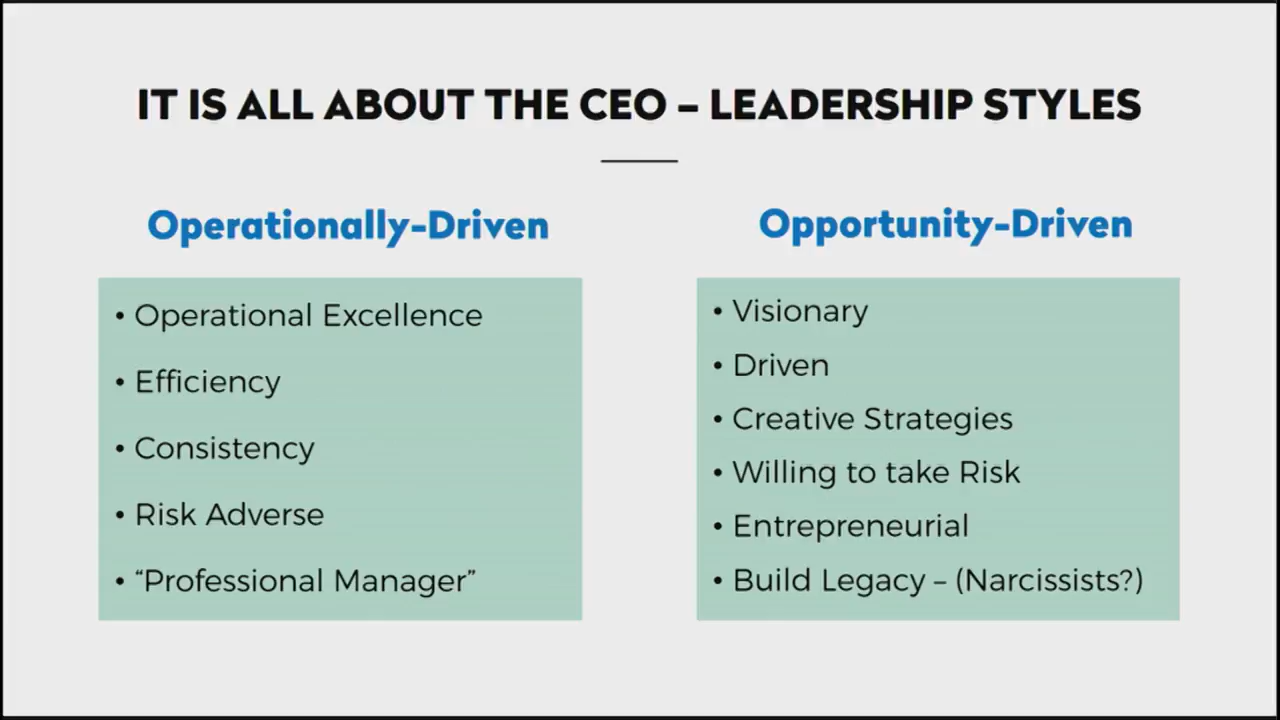 IT IS ALL ABOUT THE CEO – LEADERSHIP STYLES
Operationally-Driven
• Operational Excellence
• Efficiency
• Consistency
• Risk Adverse
• “Professional Manager”
Opportunity-Driven
• Visionary
• Driven
• Creative Strategies
• Willing to take Risk
• Entrepreneurial
• Build Legacy – (Narcissists?)